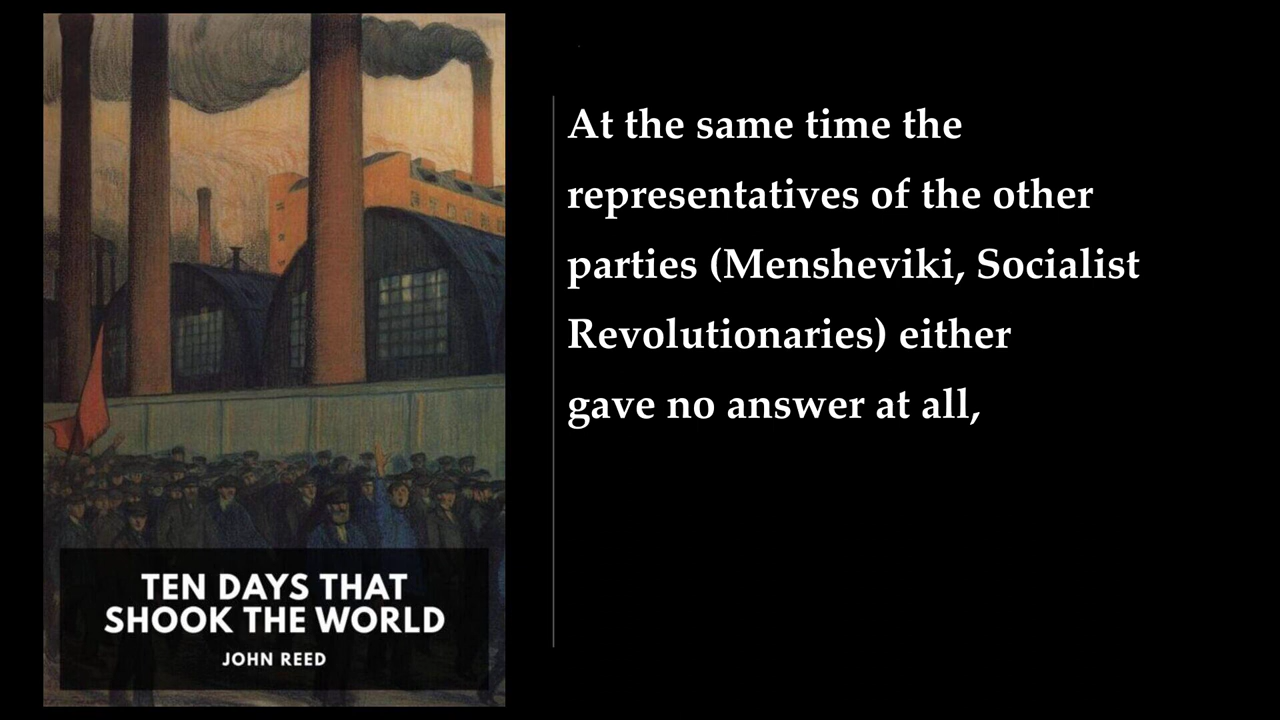 At the same time the
representatives of the other
parties (Mensheviki, Socialist
Revolutionaries) either
gave no answer at all,
TEN DAYS THAT
SHOOK THE WORLD
JOHN REED